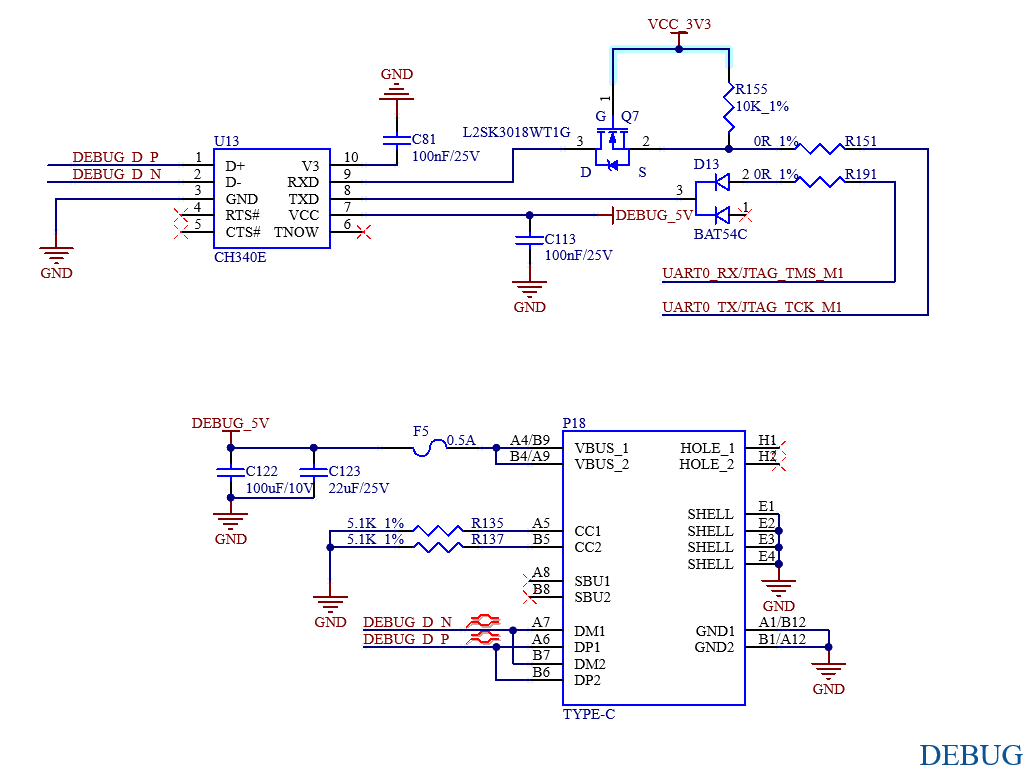 VCC_3V3
GND
R155
10K_1%
1
G Q7
L2SK3018WT1G
3 2
D S
C81
100nF/25V
U13
DEBUG_D_P 1 D+ V3 10
DEBUG_D_N 2 D- RXD 9
3 GND TXD 8
4 RTS# VCC 7
5 CTS# TNOW 6
CH340E
GND
0R_1% R151
D13
3 2 0R_1% R191
DEBUG_5V 1
BAT54C
C113
100nF/25V
GND
UART0_RX/JTAG_TMS_M1
UART0_TX/JTAG_TCK_M1
DEBUG_5V
F5 0.5A
C122
100uF/10V
C123
22uF/25V
GND
P18
A4/B9 VBUS_1 HOLE_1 H1
B4/A9 VBUS_2 HOLE_2 H2
SHELL E1
5.1K_1% R135 A5 CC1 SHELL E2
5.1K_1% R137 B5 CC2 SHELL E3
SHELL E4
A8 SBU1
B8 SBU2
GND
GND
DEBUG_D_N A7 DM1 GND1 A1/B12
DEBUG_D_P A6 DP1 GND2 B1/A12
B7 DM2
B6 DP2
GND
TYPE-C
DEBUG